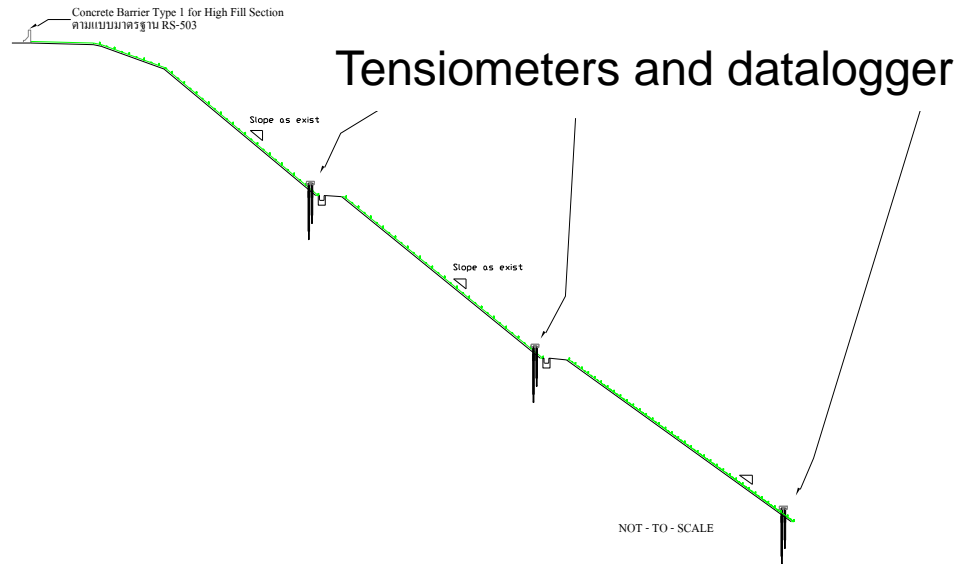 Concrete Barrier Type 1 for High Fill Section
ตามแบบมาตรฐาน RS-503
Tensiometers and datalogger
Slope as exist
Slope as exist
NOT - TO - SCALE